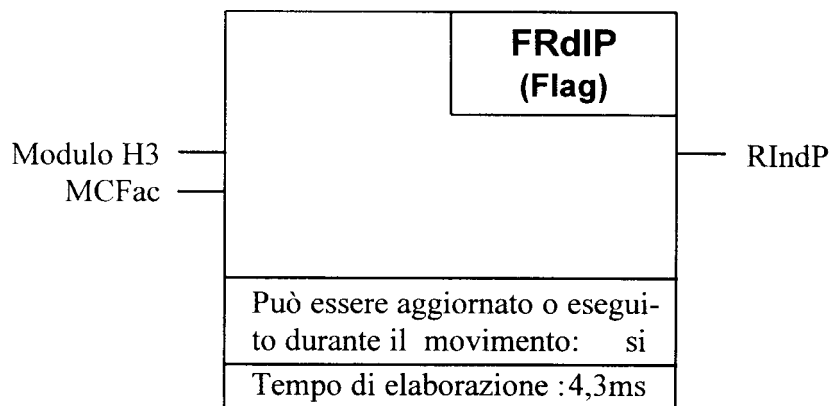 FRdIP
(Flag)
Modulo H3
MCFac
RIndP
Può essere aggiornato o esegui-
to durante il movimento: si
Tempo di elaborazione :4,3ms